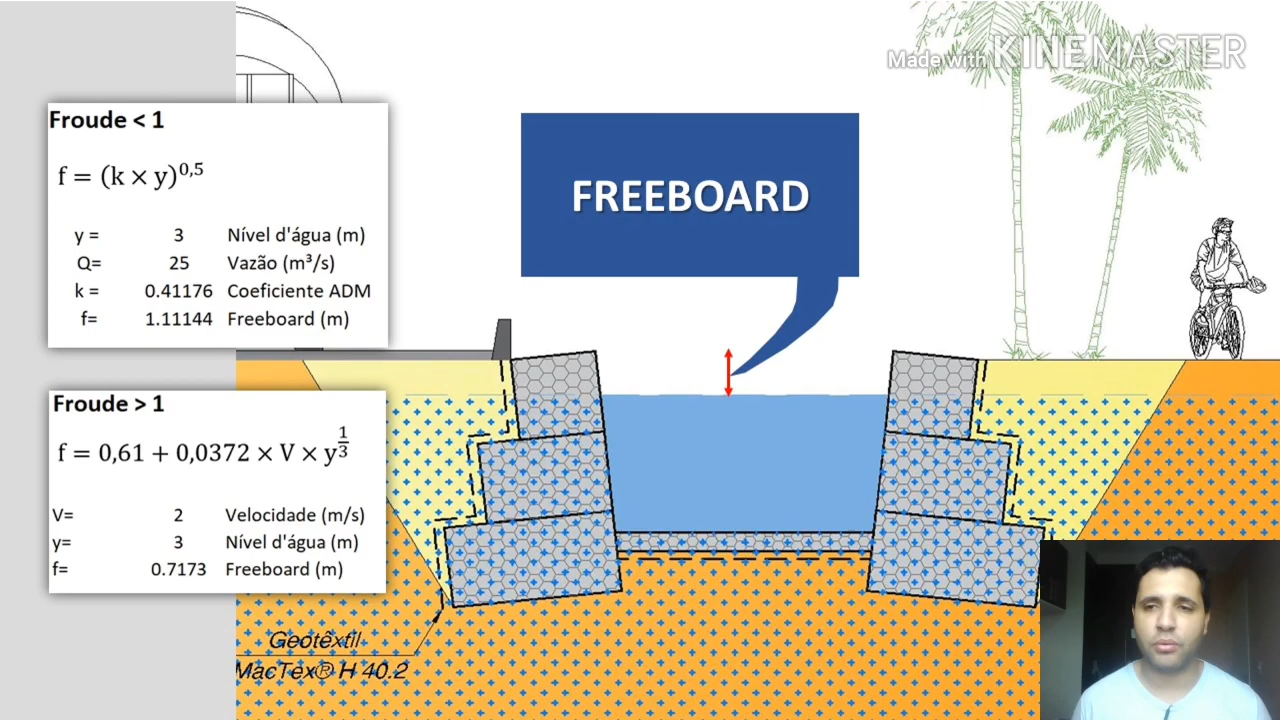 Made with KINEMASTER
Froude < 1
f = (k × y)^0,5
y = 3 Nível d'água (m)
Q= 25 Vazão (m³/s)
k = 0.41176 Coeficiente ADM
f= 1.11144 Freeboard (m)
FREEBOARD
Froude > 1
f = 0,61 + 0,0372 × V × y^1/3
V= 2 Velocidade (m/s)
y= 3 Nível d'água (m)
f= 0.7173 Freeboard (m)
Geotêxtil
MacTex® H 40.2